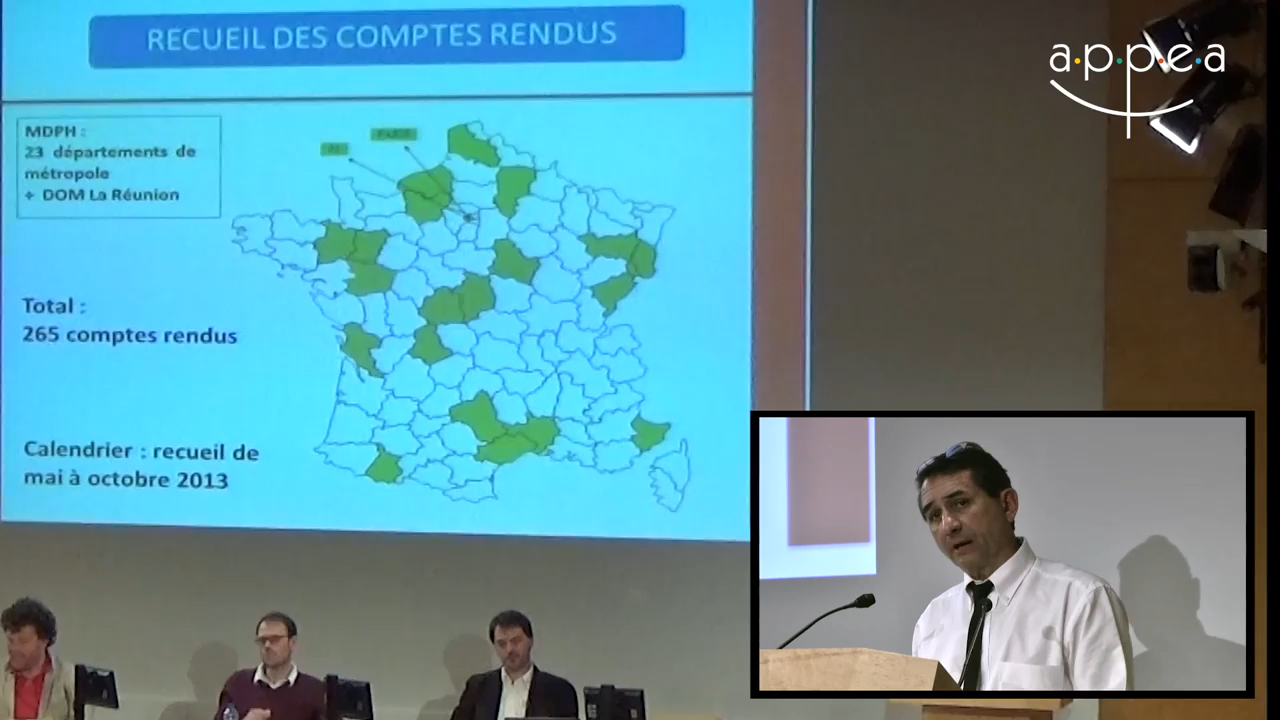 RECUEIL DES COMPTES RENDUS
a·p·p·e·a
MDPH :
23 départements de
métropole
+ DOM La Réunion
Total :
265 comptes rendus
Calendrier : recueil de
mai à octobre 2013